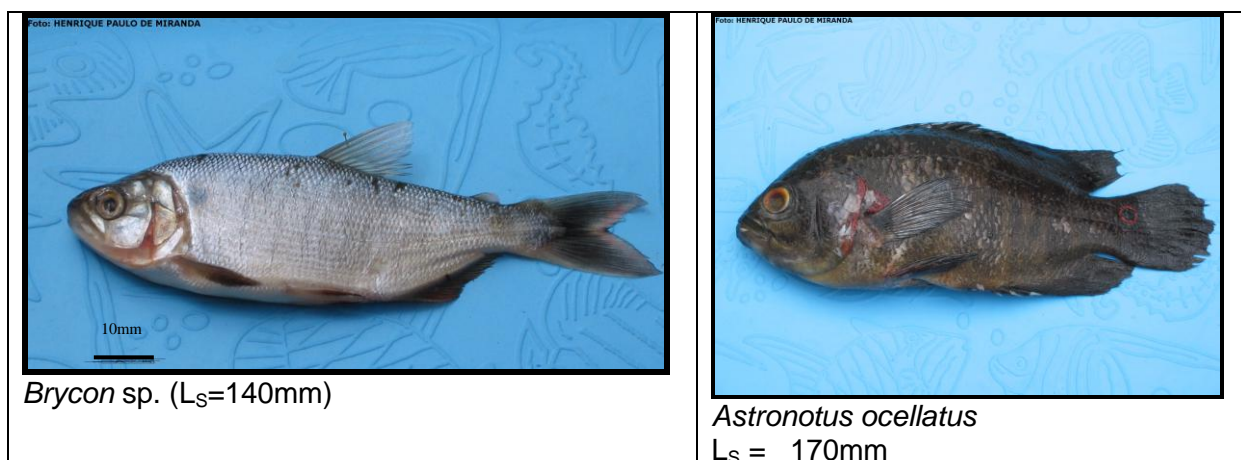 Foto: HENRIQUE PAULO DE MIRANDA
10mm
Brycon sp. (LS=140mm)
Foto: HENRIQUE PAULO DE MIRANDA
Astronotus ocellatus
LS = 170mm